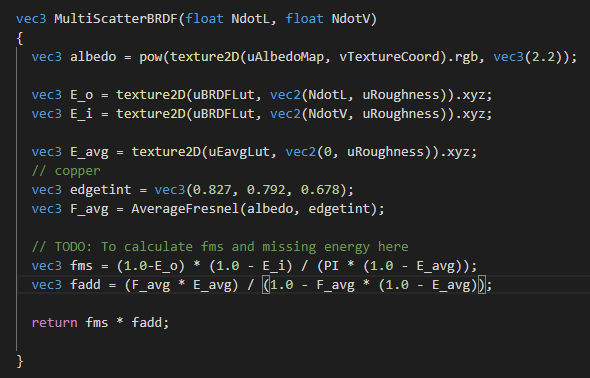 vec3 MultiScatterBRDF(float NdotL, float NdotV)
{
vec3 albedo = pow(texture2D(uAlbedoMap, vTextureCoord).rgb, vec3(2.2));
vec3 E_o = texture2D(uBRDFLut, vec2(NdotL, uRoughness)).xyz;
vec3 E_i = texture2D(uBRDFLut, vec2(NdotV, uRoughness)).xyz;
vec3 E_avg = texture2D(uEavgLut, vec2(0, uRoughness)).xyz;
// copper
vec3 edgetint = vec3(0.827, 0.792, 0.678);
vec3 F_avg = AverageFresnel(albedo, edgetint);
// TODO: To calculate fms and missing energy here
vec3 fms = (1.0-E_o) * (1.0 - E_i) / (PI * (1.0 - E_avg));
vec3 fadd = (F_avg * E_avg) / (1.0 - F_avg * (1.0 - E_avg));
return fms * fadd;
}